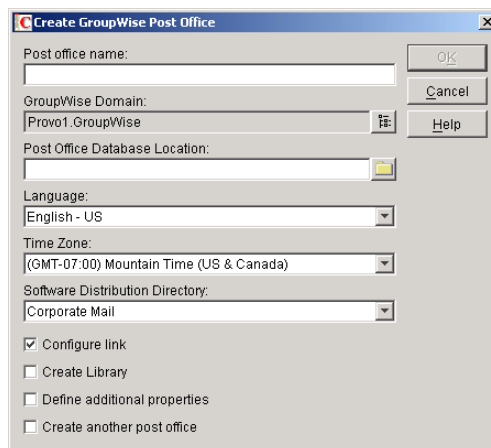 Create GroupWise Post Office
Post office name:
OK
GroupWise Domain:
Cancel
Provo1.GroupWise
Help
Post Office Database Location:
Language:
English - US
Time Zone:
(GMT-07:00) Mountain Time (US & Canada)
Software Distribution Directory:
Corporate Mail
Configure link
Create Library
Define additional properties
Create another post office